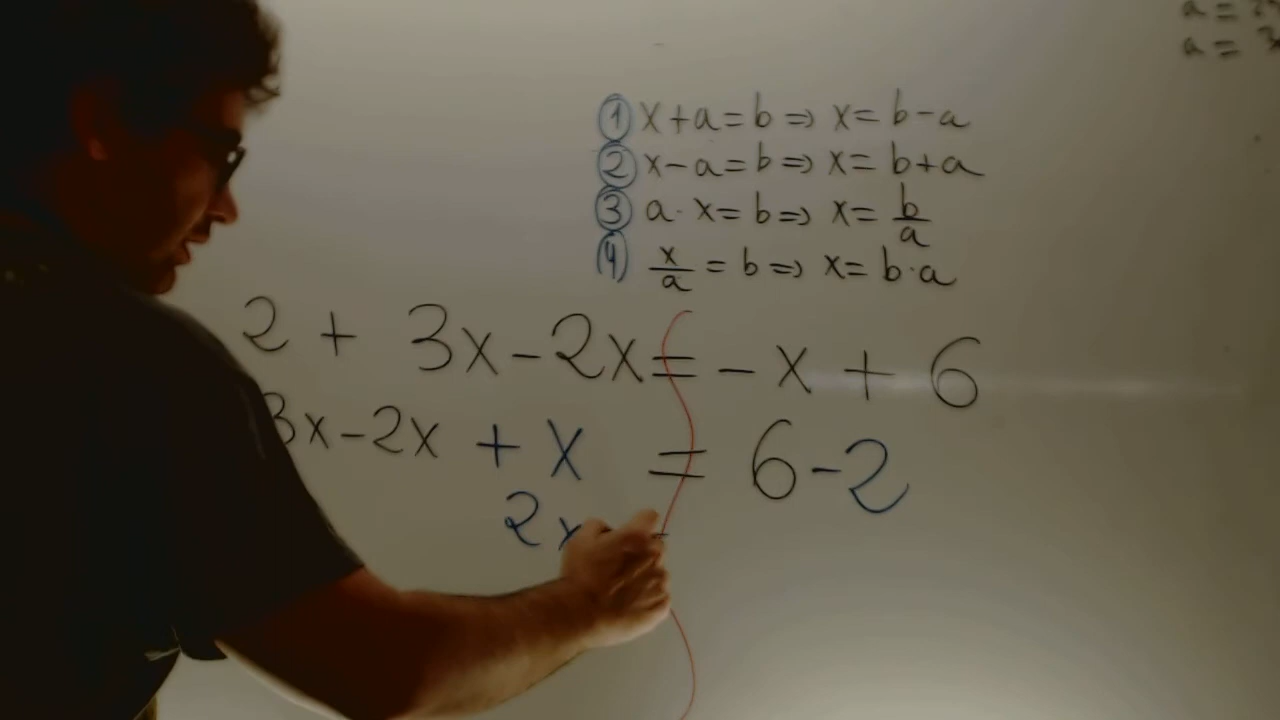 a =
a =
① x + a = b ⇒ x = b - a
② x - a = b ⇒ x = b + a
③ a · x = b ⇒ x = b/a
④ x/a = b ⇒ x = b · a
2 + 3x - 2x = - x + 6
3x - 2x + x = 6 - 2
2x